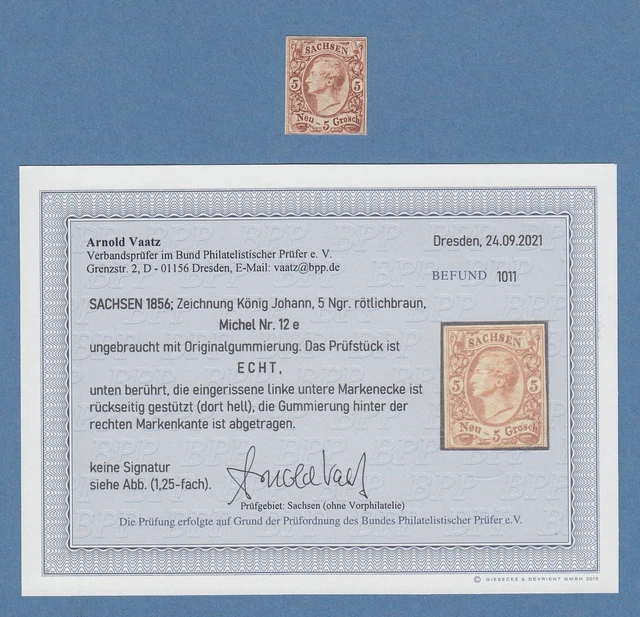 SACHSEN
5 5
Neu - 5 Grosch
Arnold Vaatz
Verbandsprüfer im Bund Philatelistischer Prüfer e. V.
Grenzstr. 2, D - 01156 Dresden, E-Mail: vaatz@bpp.de
Dresden, 24.09.2021
BEFUND 1011
SACHSEN 1856; Zeichnung König Johann, 5 Ngr. rötlichbraun,
Michel Nr. 12 e
ungebraucht mit Originalgummierung. Das Prüfstück ist
ECHT,
unten berührt, die eingerissene linke untere Markenecke ist
rückseitig gestützt (dort hell), die Gummierung hinter der
rechten Markenkante ist abgetragen.
SACHSEN
5 5
Neu - 5 Grosch
keine Signatur
siehe Abb. (1,25-fach).
Arnold Vaatz
Prüfgebiet: Sachsen (ohne Vorphilatelie)
Die Prüfung erfolgte auf Grund der Prüfordnung des Bundes Philatelistischer Prüfer e.V.
© GIESECKE & DEVRIENT GMBH 2015
BPP